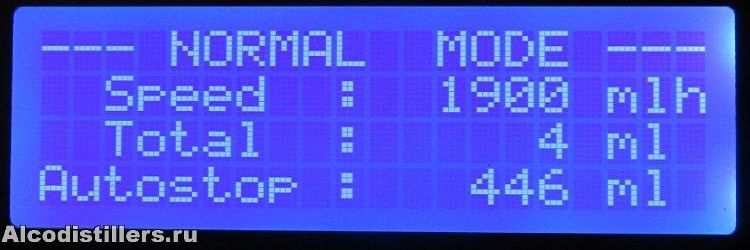 --- NORMAL MODE ---
Speed : 1900 mlh
Total : 4 ml
Autostop : 446 ml
Alcodistillers.ru